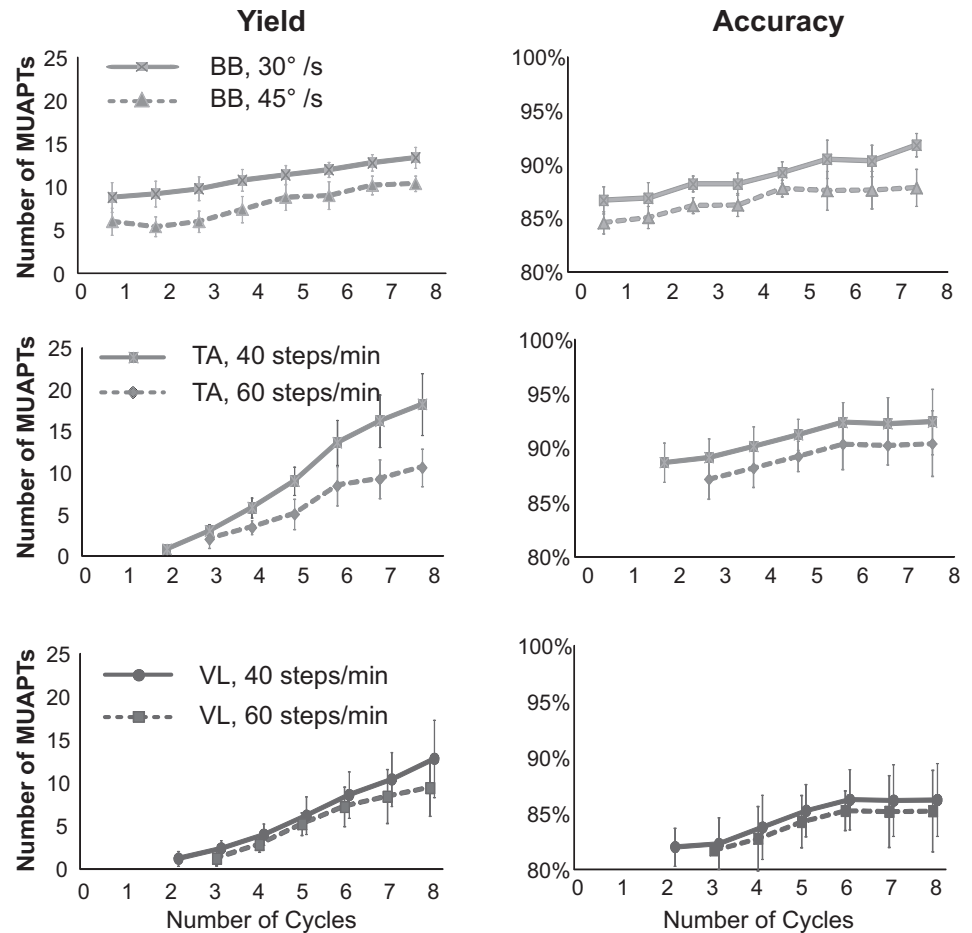 Yield
Accuracy
Number of MUAPTs
25
20
15
10
5
0
BB, 30° /s
BB, 45° /s
0 1 2 3 4 5 6 7 8
100%
95%
90%
85%
80%
0 1 2 3 4 5 6 7 8
Number of MUAPTs
25
20
15
10
5
0
TA, 40 steps/min
TA, 60 steps/min
0 1 2 3 4 5 6 7 8
100%
95%
90%
85%
80%
0 1 2 3 4 5 6 7 8
Number of MUAPTs
25
20
15
10
5
0
VL, 40 steps/min
VL, 60 steps/min
0 1 2 3 4 5 6 7 8
Number of Cycles
100%
95%
90%
85%
80%
0 1 2 3 4 5 6 7 8
Number of Cycles